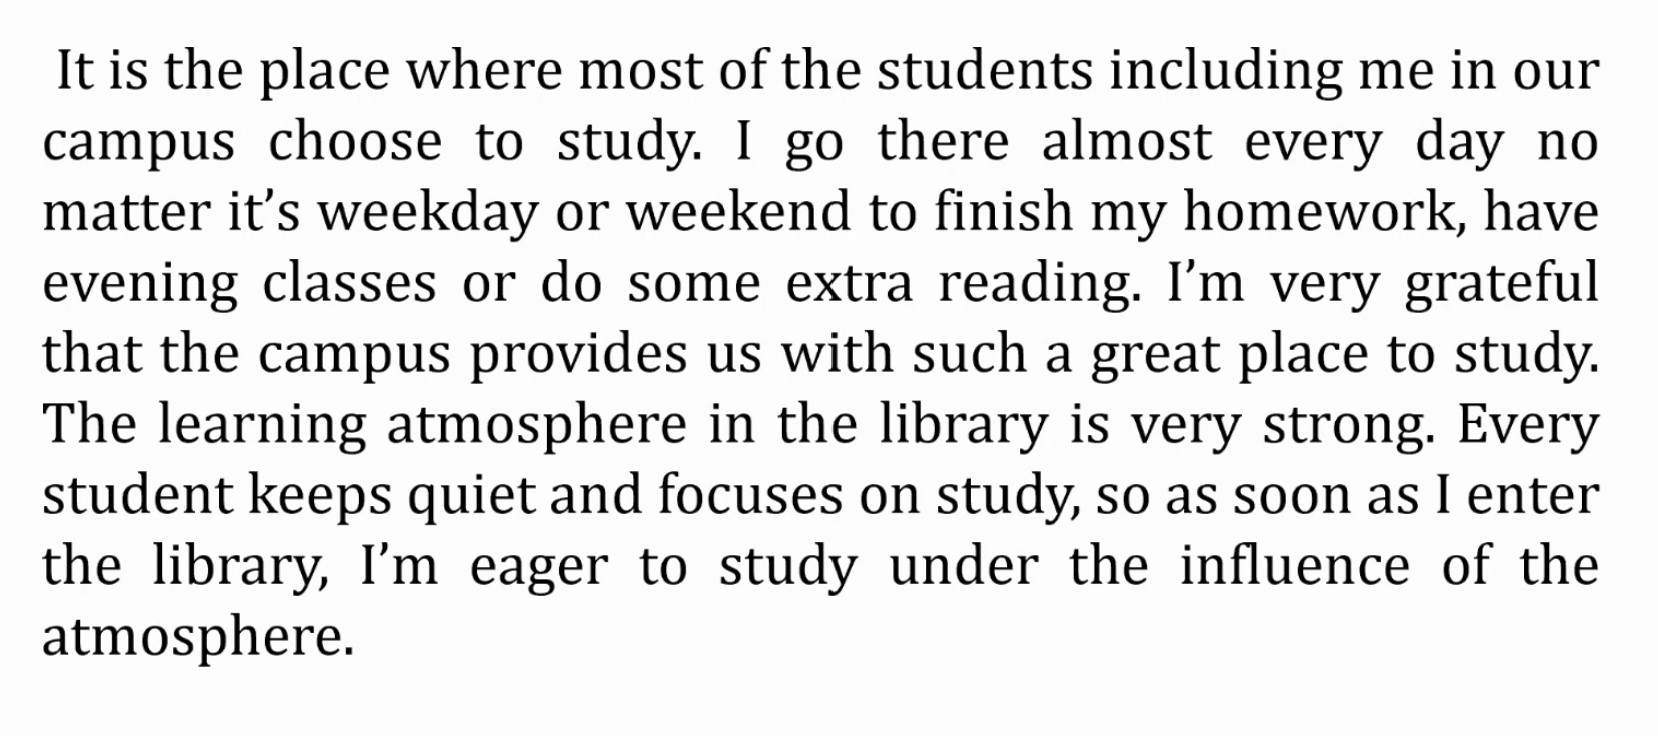 It is the place where most of the students including me in our
campus choose to study. I go there almost every day no
matter it’s weekday or weekend to finish my homework, have
evening classes or do some extra reading. I’m very grateful
that the campus provides us with such a great place to study.
The learning atmosphere in the library is very strong. Every
student keeps quiet and focuses on study, so as soon as I enter
the library, I’m eager to study under the influence of the
atmosphere.